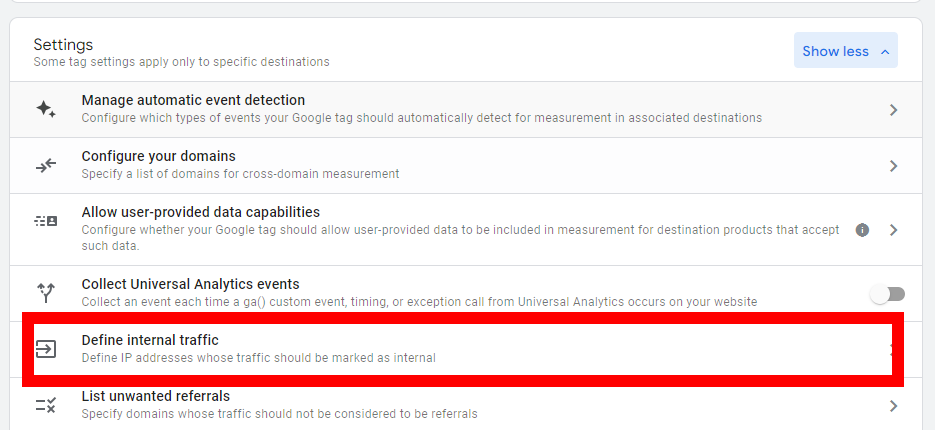 Settings
Some tag settings apply only to specific destinations
Show less
Manage automatic event detection
Configure which types of events your Google tag should automatically detect for measurement in associated destinations
Configure your domains
Specify a list of domains for cross-domain measurement
Allow user-provided data capabilities
Configure whether your Google tag should allow user-provided data to be included in measurement for destination products that accept
such data.
Collect Universal Analytics events
Collect an event each time a ga() custom event, timing, or exception call from Universal Analytics occurs on your website
Define internal traffic
Define IP addresses whose traffic should be marked as internal
List unwanted referrals
Specify domains whose traffic should not be considered to be referrals